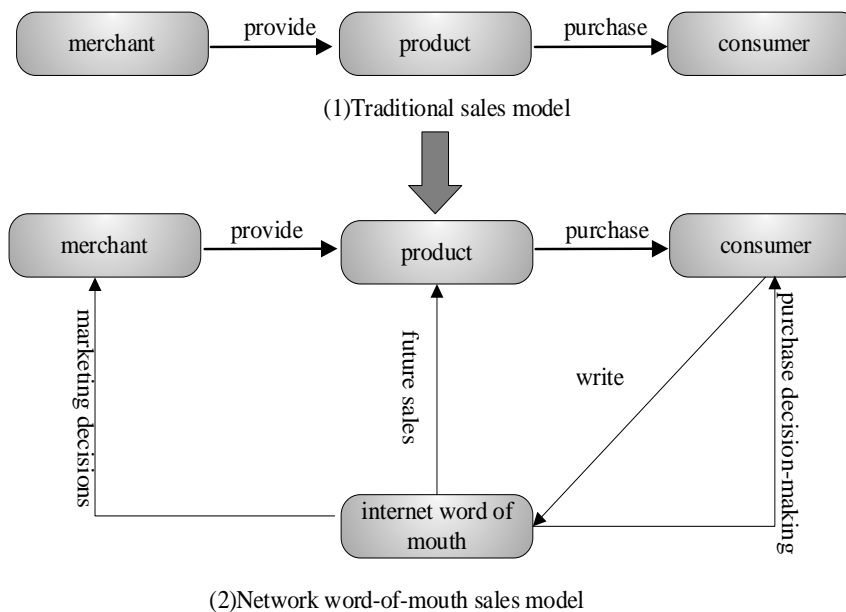 merchant
provide
product
purchase
consumer
(1)Traditional sales model
merchant
provide
product
purchase
consumer
marketing decisions
future sales
write
purchase decision-making
internet word of
mouth
(2)Network word-of-mouth sales model